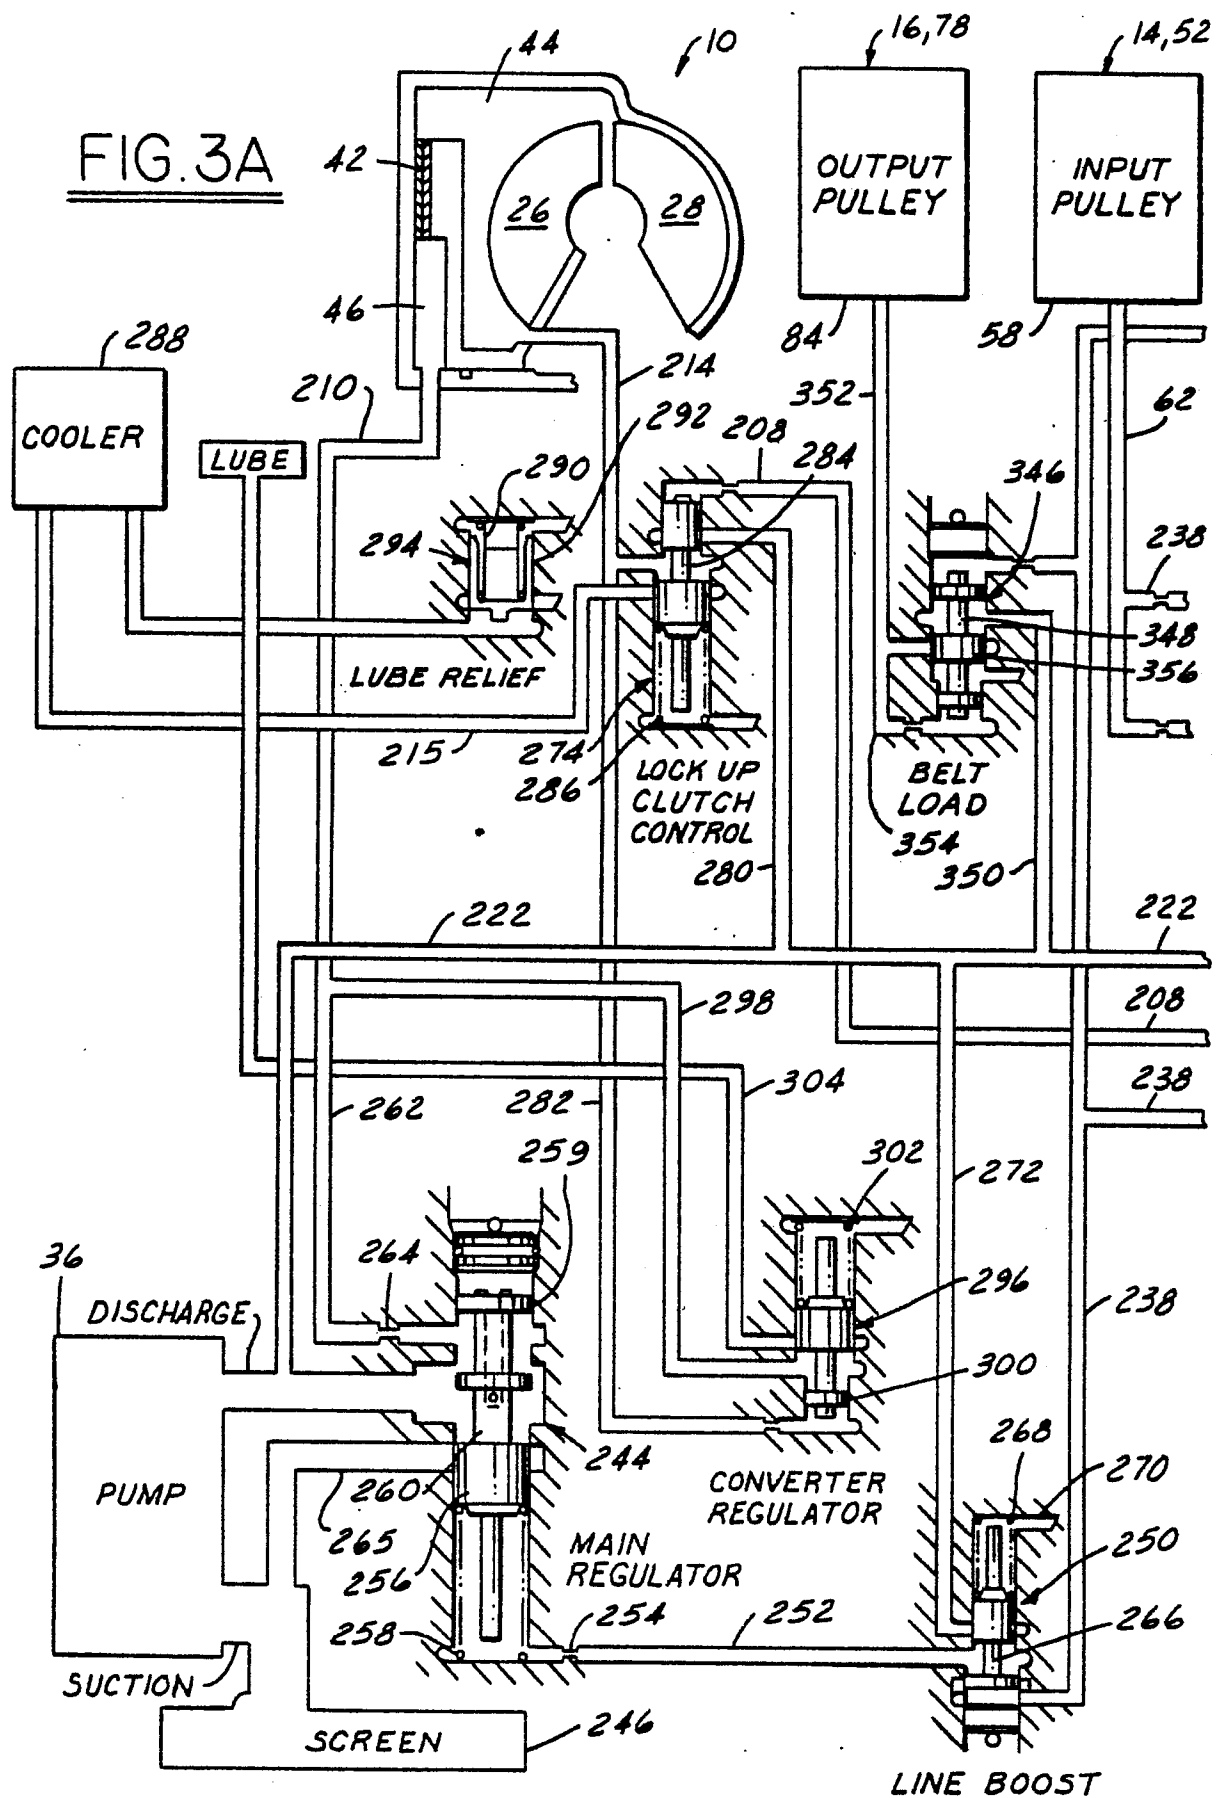 FIG.3A
44
10
16,78
14,52
42
26
28
OUTPUT
PULLEY
INPUT
PULLEY
46
288
84
58
214
210
352
62
COOLER
LUBE
292
208
284
290
346
294
238
348
356
LUBE RELIEF
274
215
286
LOCK UP
CLUTCH
CONTROL
BELT
LOAD
354
280
350
222
222
298
208
304
238
262
282
259
302
272
36
264
296
DISCHARGE
238
300
268
244
PUMP
260
CONVERTER
REGULATOR
270
265
MAIN
REGULATOR
250
256
254
252
258
266
SUCTION
SCREEN
246
LINE BOOST